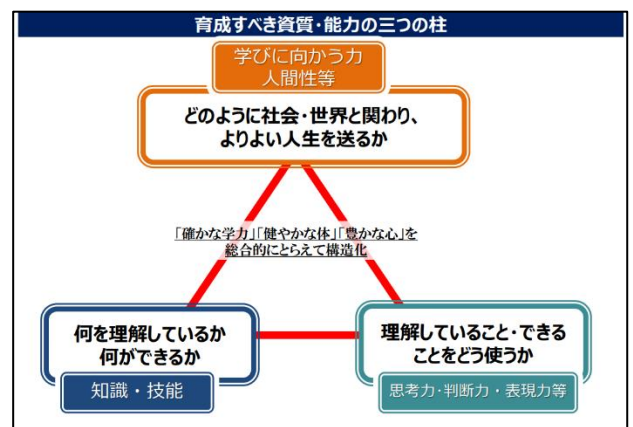 育成すべき資質・能力の三つの柱
学びに向かう力
人間性等
どのように社会・世界と関わり、
よりよい人生を送るか
「確かな学力」「健やかな体」「豊かな心」を
総合的にとらえて構造化
何を理解しているか
何ができるか
知識・技能
理解していること・できる
ことをどう使うか
思考力・判断力・表現力等